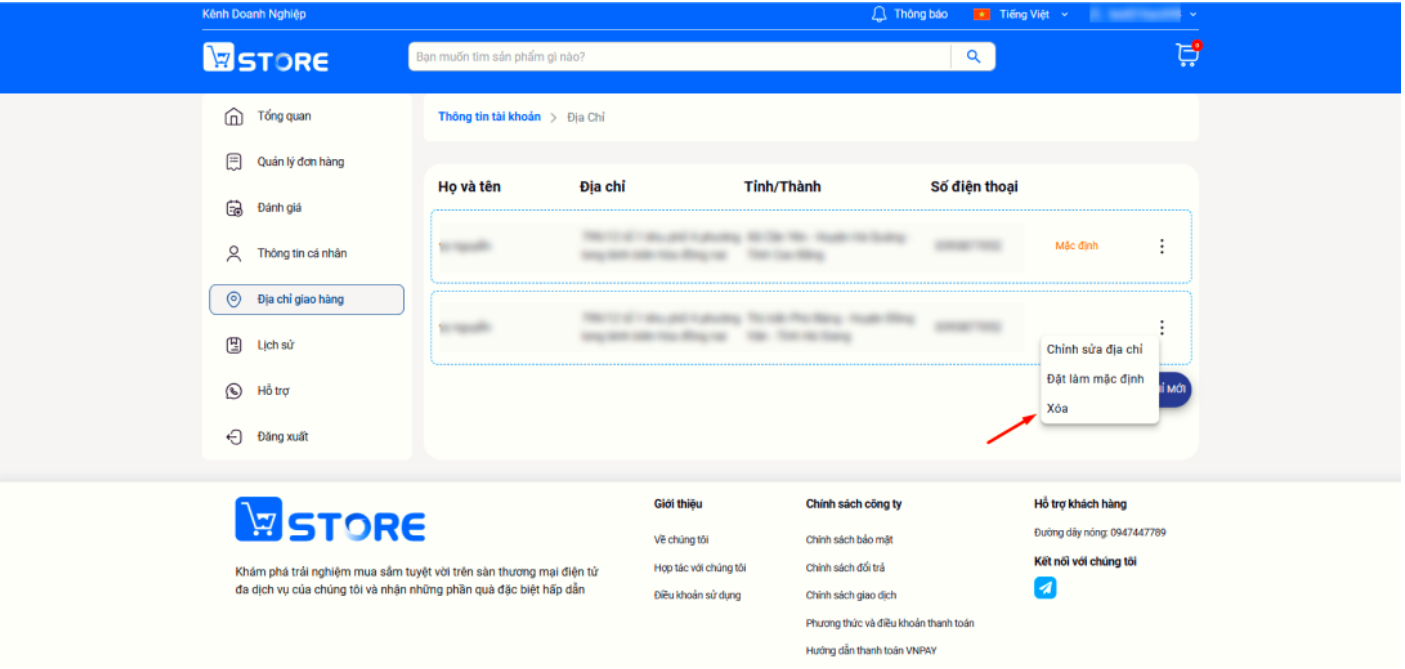 Kênh Doanh Nghiệp
Thông báo
Tiếng Việt
STORE
Bạn muốn tìm sản phẩm gì nào?
0
Tổng quan
Quản lý đơn hàng
Đánh giá
Thông tin cá nhân
Địa chỉ giao hàng
Lịch sử
Hỗ trợ
Đăng xuất
Thông tin tài khoản > Địa Chỉ
Họ và tên Địa chỉ Tỉnh/Thành Số điện thoại
Mặc định
Chỉnh sửa địa chỉ
Đặt làm mặc định
Xóa
MỚI
STORE
Khám phá trải nghiệm mua sắm tuyệt vời trên sàn thương mại điện tử
đa dịch vụ của chúng tôi và nhận những phần quà đặc biệt hấp dẫn
Giới thiệu
Về chúng tôi
Hợp tác với chúng tôi
Điều khoản sử dụng
Chính sách công ty
Chính sách bảo mật
Chính sách đổi trả
Chính sách giao dịch
Phương thức và điều khoản thanh toán
Hướng dẫn thanh toán VNPAY
Hỗ trợ khách hàng
Đường dây nóng: 0947447789
Kết nối với chúng tôi